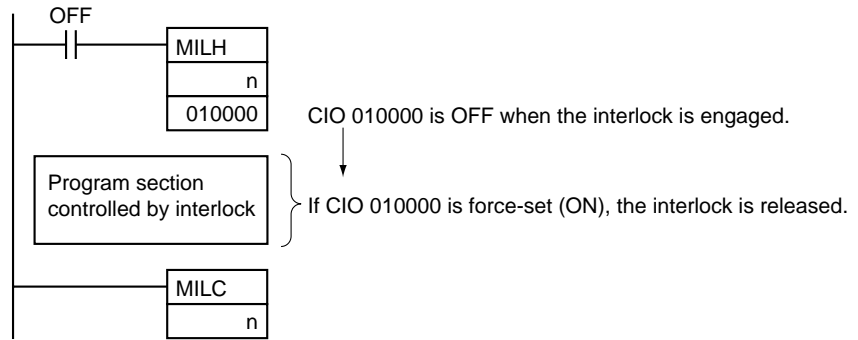 OFF
MILH
n
010000
CIO 010000 is OFF when the interlock is engaged.
Program section
controlled by interlock
If CIO 010000 is force-set (ON), the interlock is released.
MILC
n